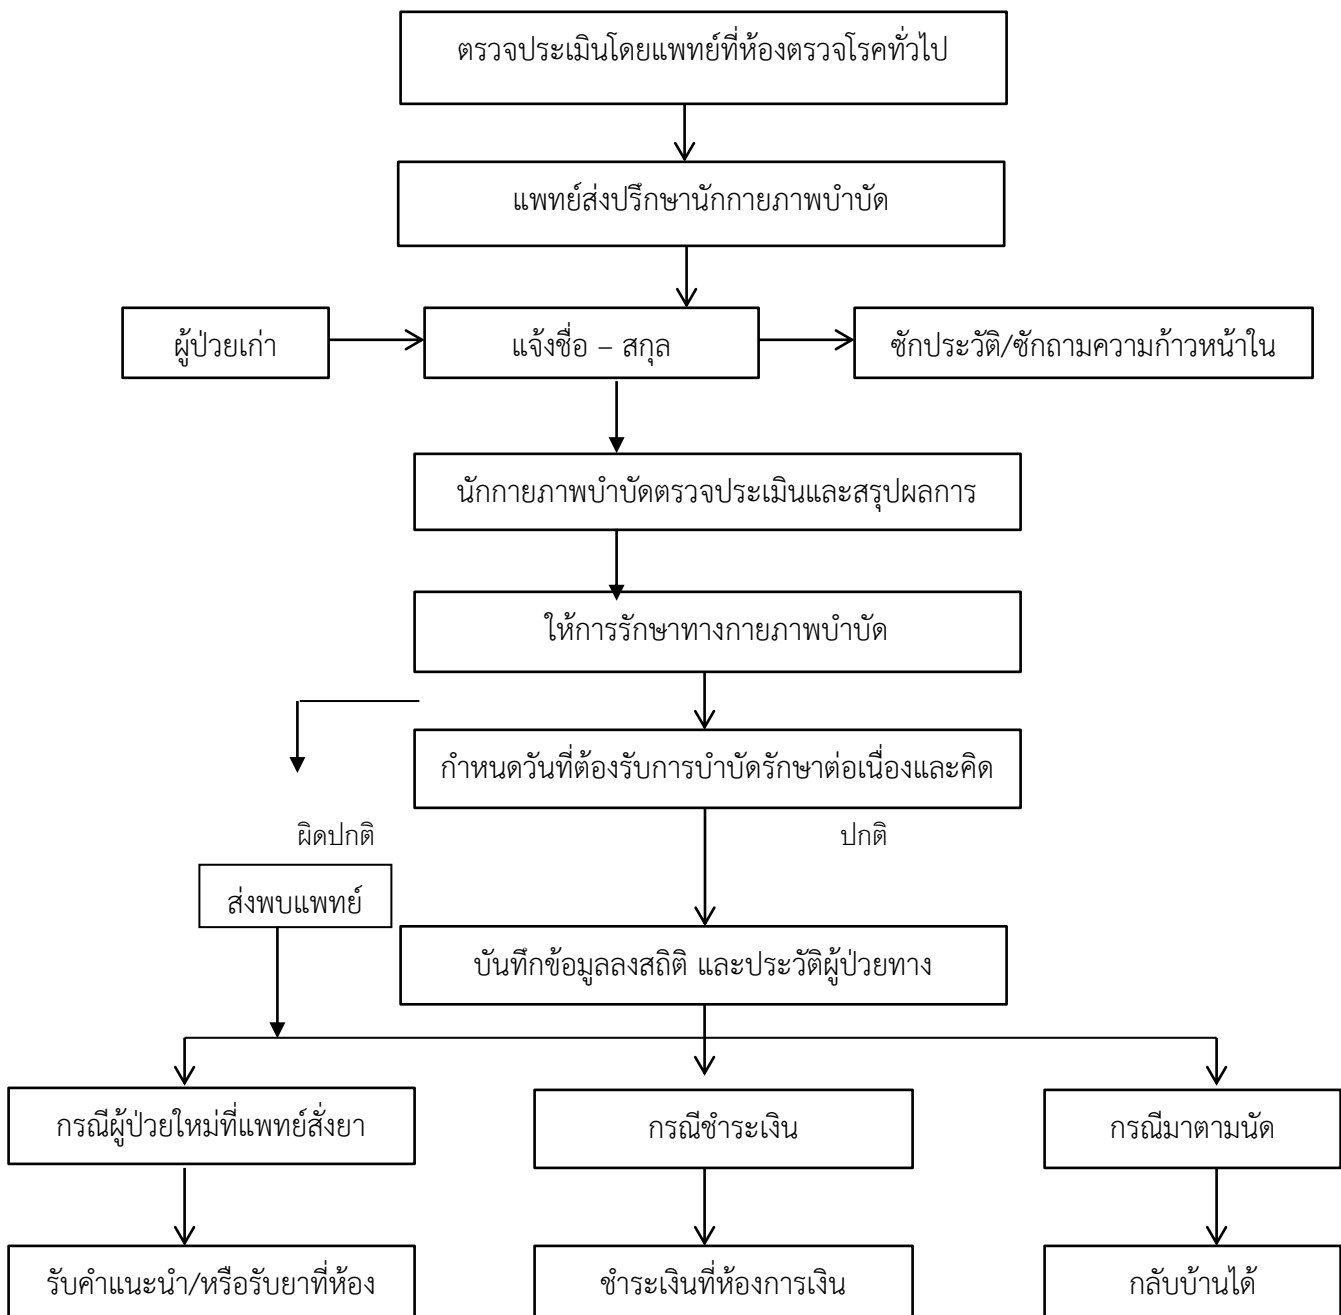 ตรวจประเมินโดยแพทย์ที่ห้องตรวจโรคทั่วไป
แพทย์ส่งปรึกษานักกายภาพบำบัด
ผู้ป่วยเก่า
แจ้งชื่อ – สกุล
ซักประวัติ/ซักถามความก้าวหน้าใน
นักกายภาพบำบัดตรวจประเมินและสรุปผลการ
ให้การรักษาทางกายภาพบำบัด
กำหนดวันที่ต้องรับการบำบัดรักษาต่อเนื่องและคิด
ผิดปกติ
ปกติ
ส่งพบแพทย์
บันทึกข้อมูลลงสถิติ และประวัติผู้ป่วยทาง
กรณีผู้ป่วยใหม่ที่แพทย์สั่งยา
กรณีชำระเงิน
กรณีมาตามนัด
รับคำแนะนำ/หรือรับยาที่ห้อง
ชำระเงินที่ห้องการเงิน
กลับบ้านได้